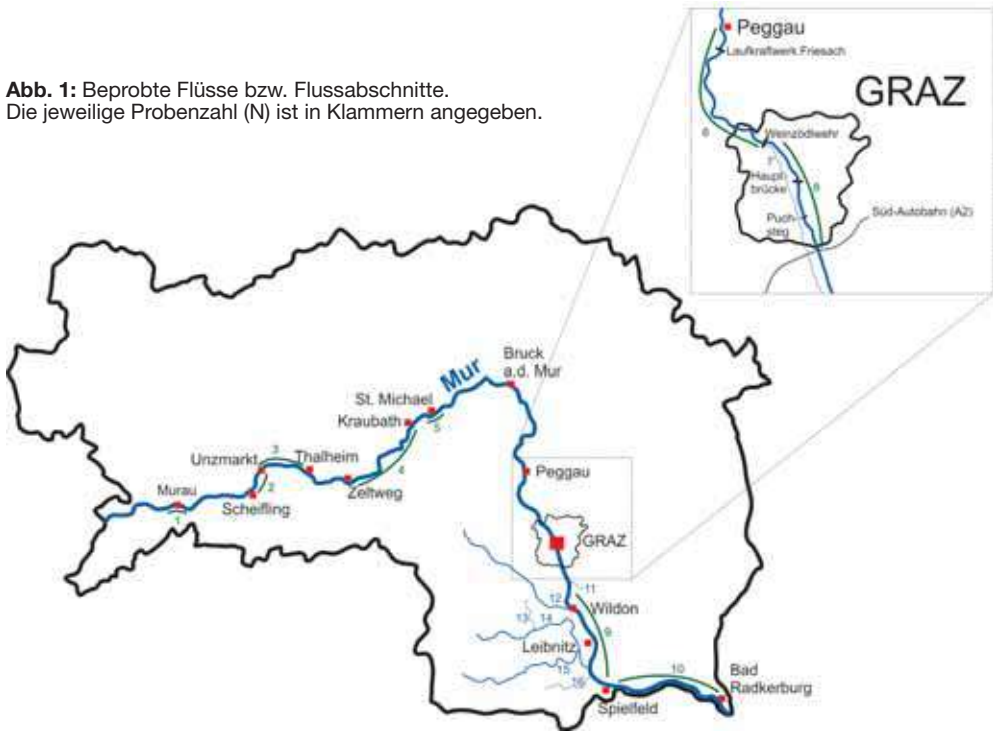 Abb. 1: Beprobte Flüsse bzw. Flussabschnitte.
Die jeweilige Probenzahl (N) ist in Klammern angegeben.
Peggau
Laufkraftwerk Friesach
GRAZ
6
Weinzödlwehr
7
Haupt-
brücke
8
Puch-
steg
Süd-Autobahn (A2)
Mur
Bruck
a.d. Mur
St. Michael
Kraubath
5
Unzmarkt
3
Thalheim
4
Peggau
Murau
2
Zeltweg
Scheifling
1
GRAZ
11
12
Wildon
13
14
9
Leibnitz
15
16
10
Bad
Radkerburg
Spielfeld